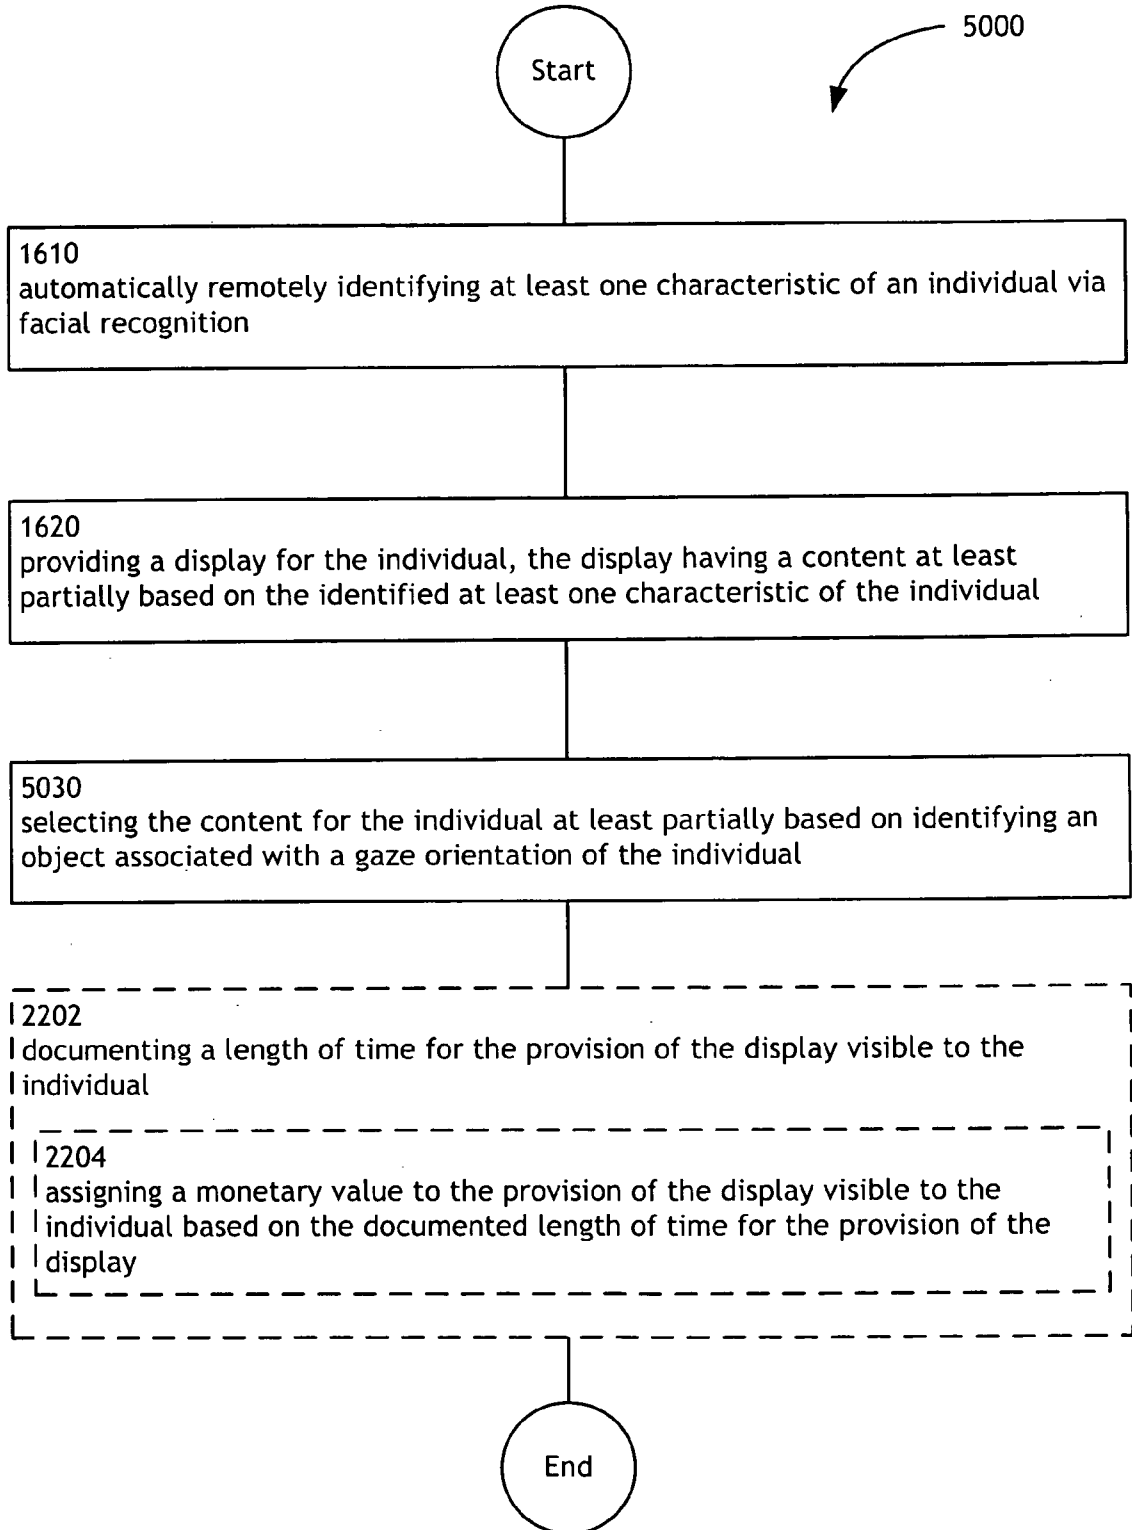 5000
Start
1610
automatically remotely identifying at least one characteristic of an individual via
facial recognition
1620
providing a display for the individual, the display having a content at least
partially based on the identified at least one characteristic of the individual
5030
selecting the content for the individual at least partially based on identifying an
object associated with a gaze orientation of the individual
2202
documenting a length of time for the provision of the display visible to the
individual
2204
assigning a monetary value to the provision of the display visible to the
individual based on the documented length of time for the provision of the
display
End